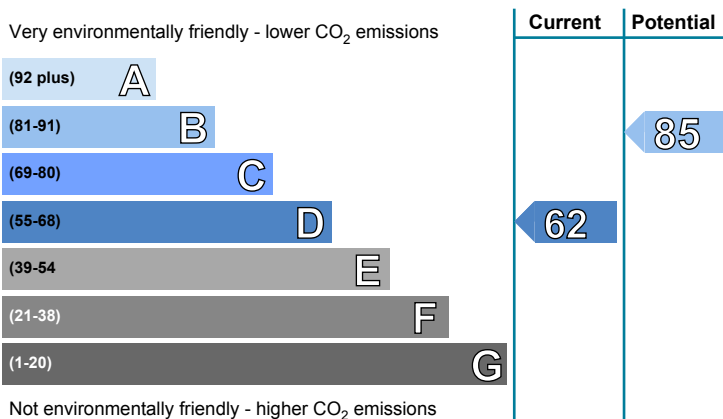 Current Potential
Very environmentally friendly - lower CO2 emissions
(92 plus) A
(81-91) B
85
(69-80) C
(55-68) D 62
(39-54 E
(21-38) F
(1-20) G
Not environmentally friendly - higher CO2 emissions